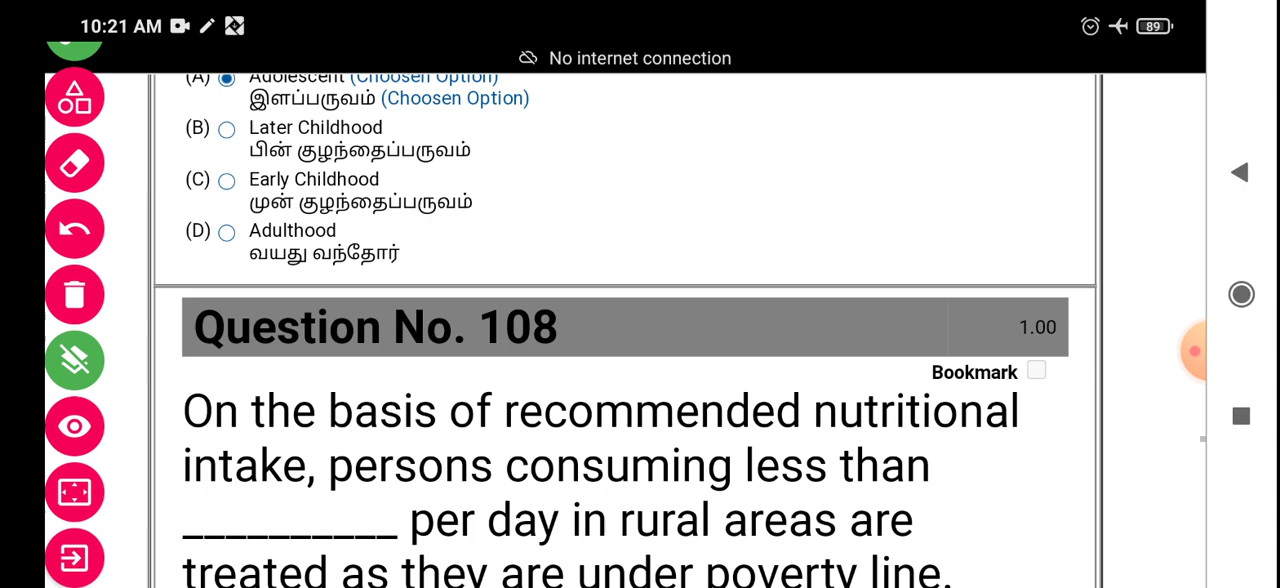 10:21 AM
89
No internet connection
(A) Adolescent (Choosen Option)
இளப்பருவம் (Choosen Option)
(B) Later Childhood
பின் குழந்தைப்பருவம்
(C) Early Childhood
முன் குழந்தைப்பருவம்
(D) Adulthood
வயது வந்தோர்
Question No. 108 1.00
Bookmark
On the basis of recommended nutritional
intake, persons consuming less than
__________ per day in rural areas are
treated as they are under poverty line.